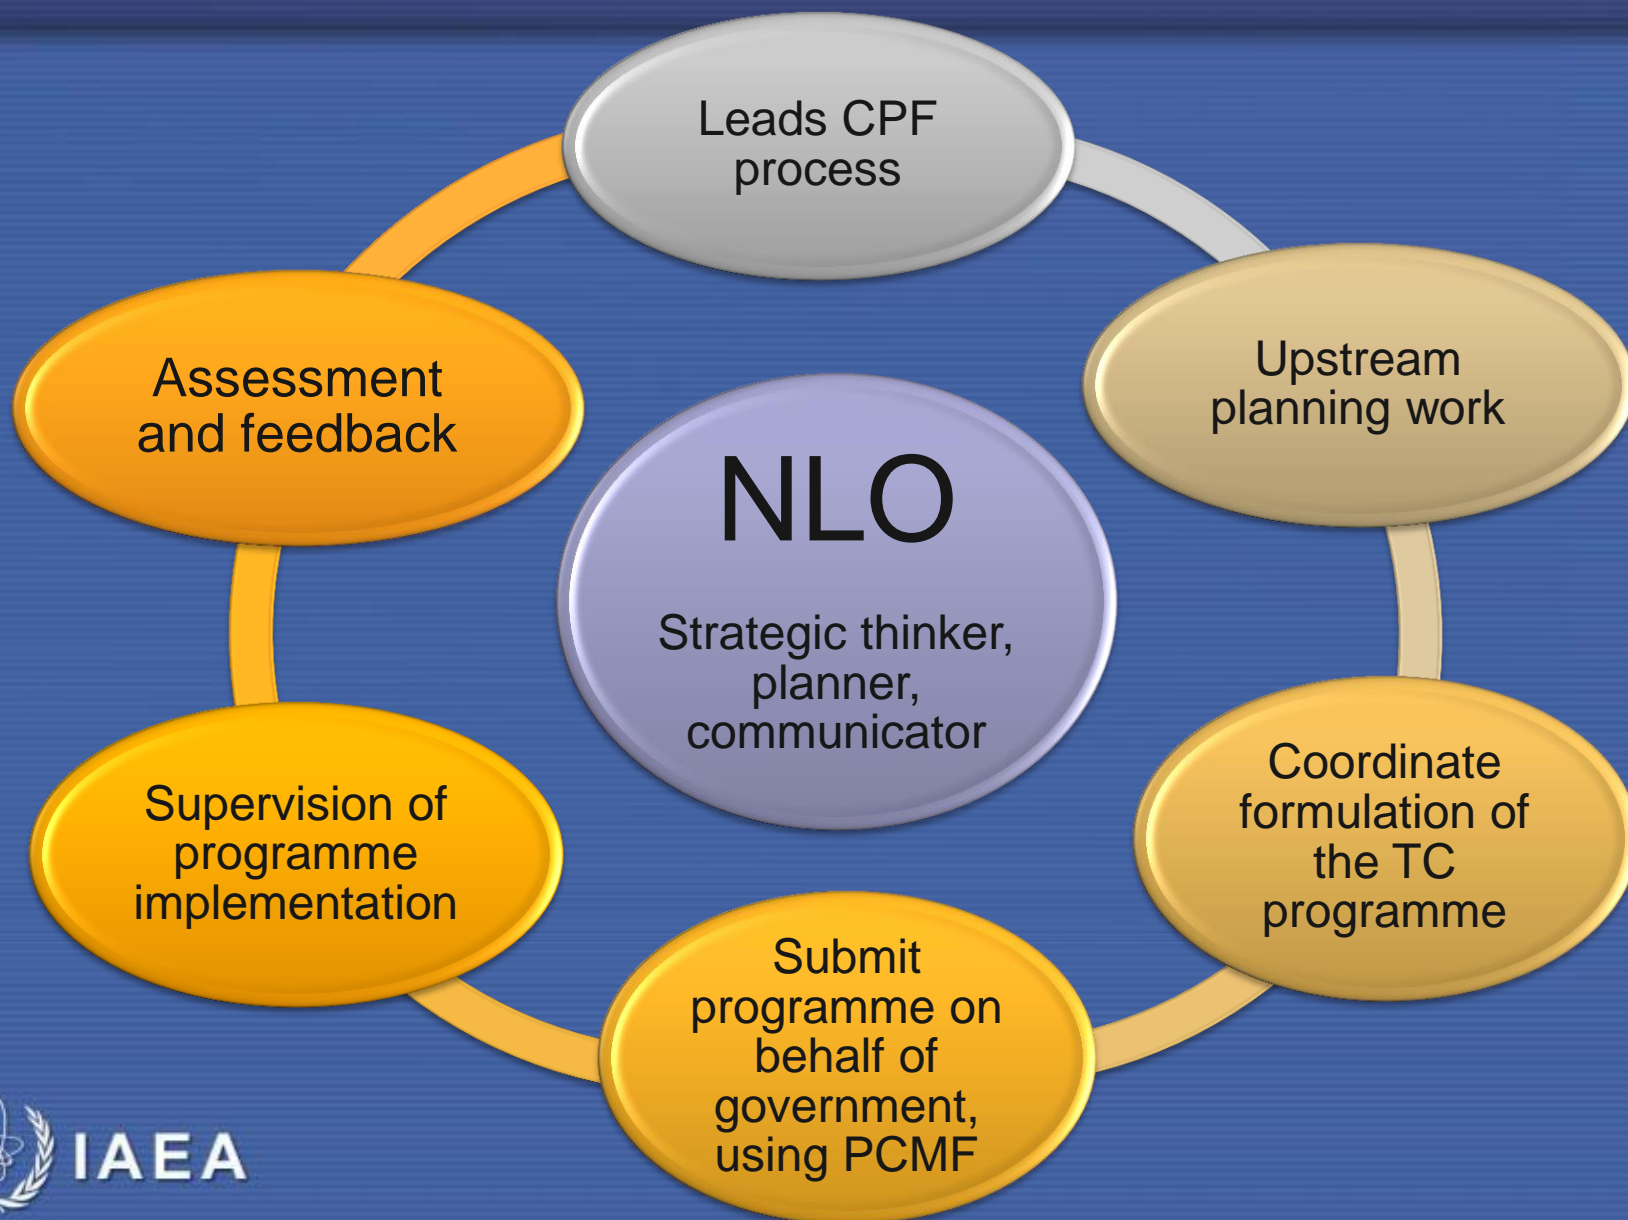 Leads CPF
process
Upstream
planning work
Coordinate
formulation of
the TC
programme
Submit
programme on
behalf of
government,
using PCMF
Supervision of
programme
implementation
Assessment
and feedback
NLO
Strategic thinker,
planner,
communicator
IAEA